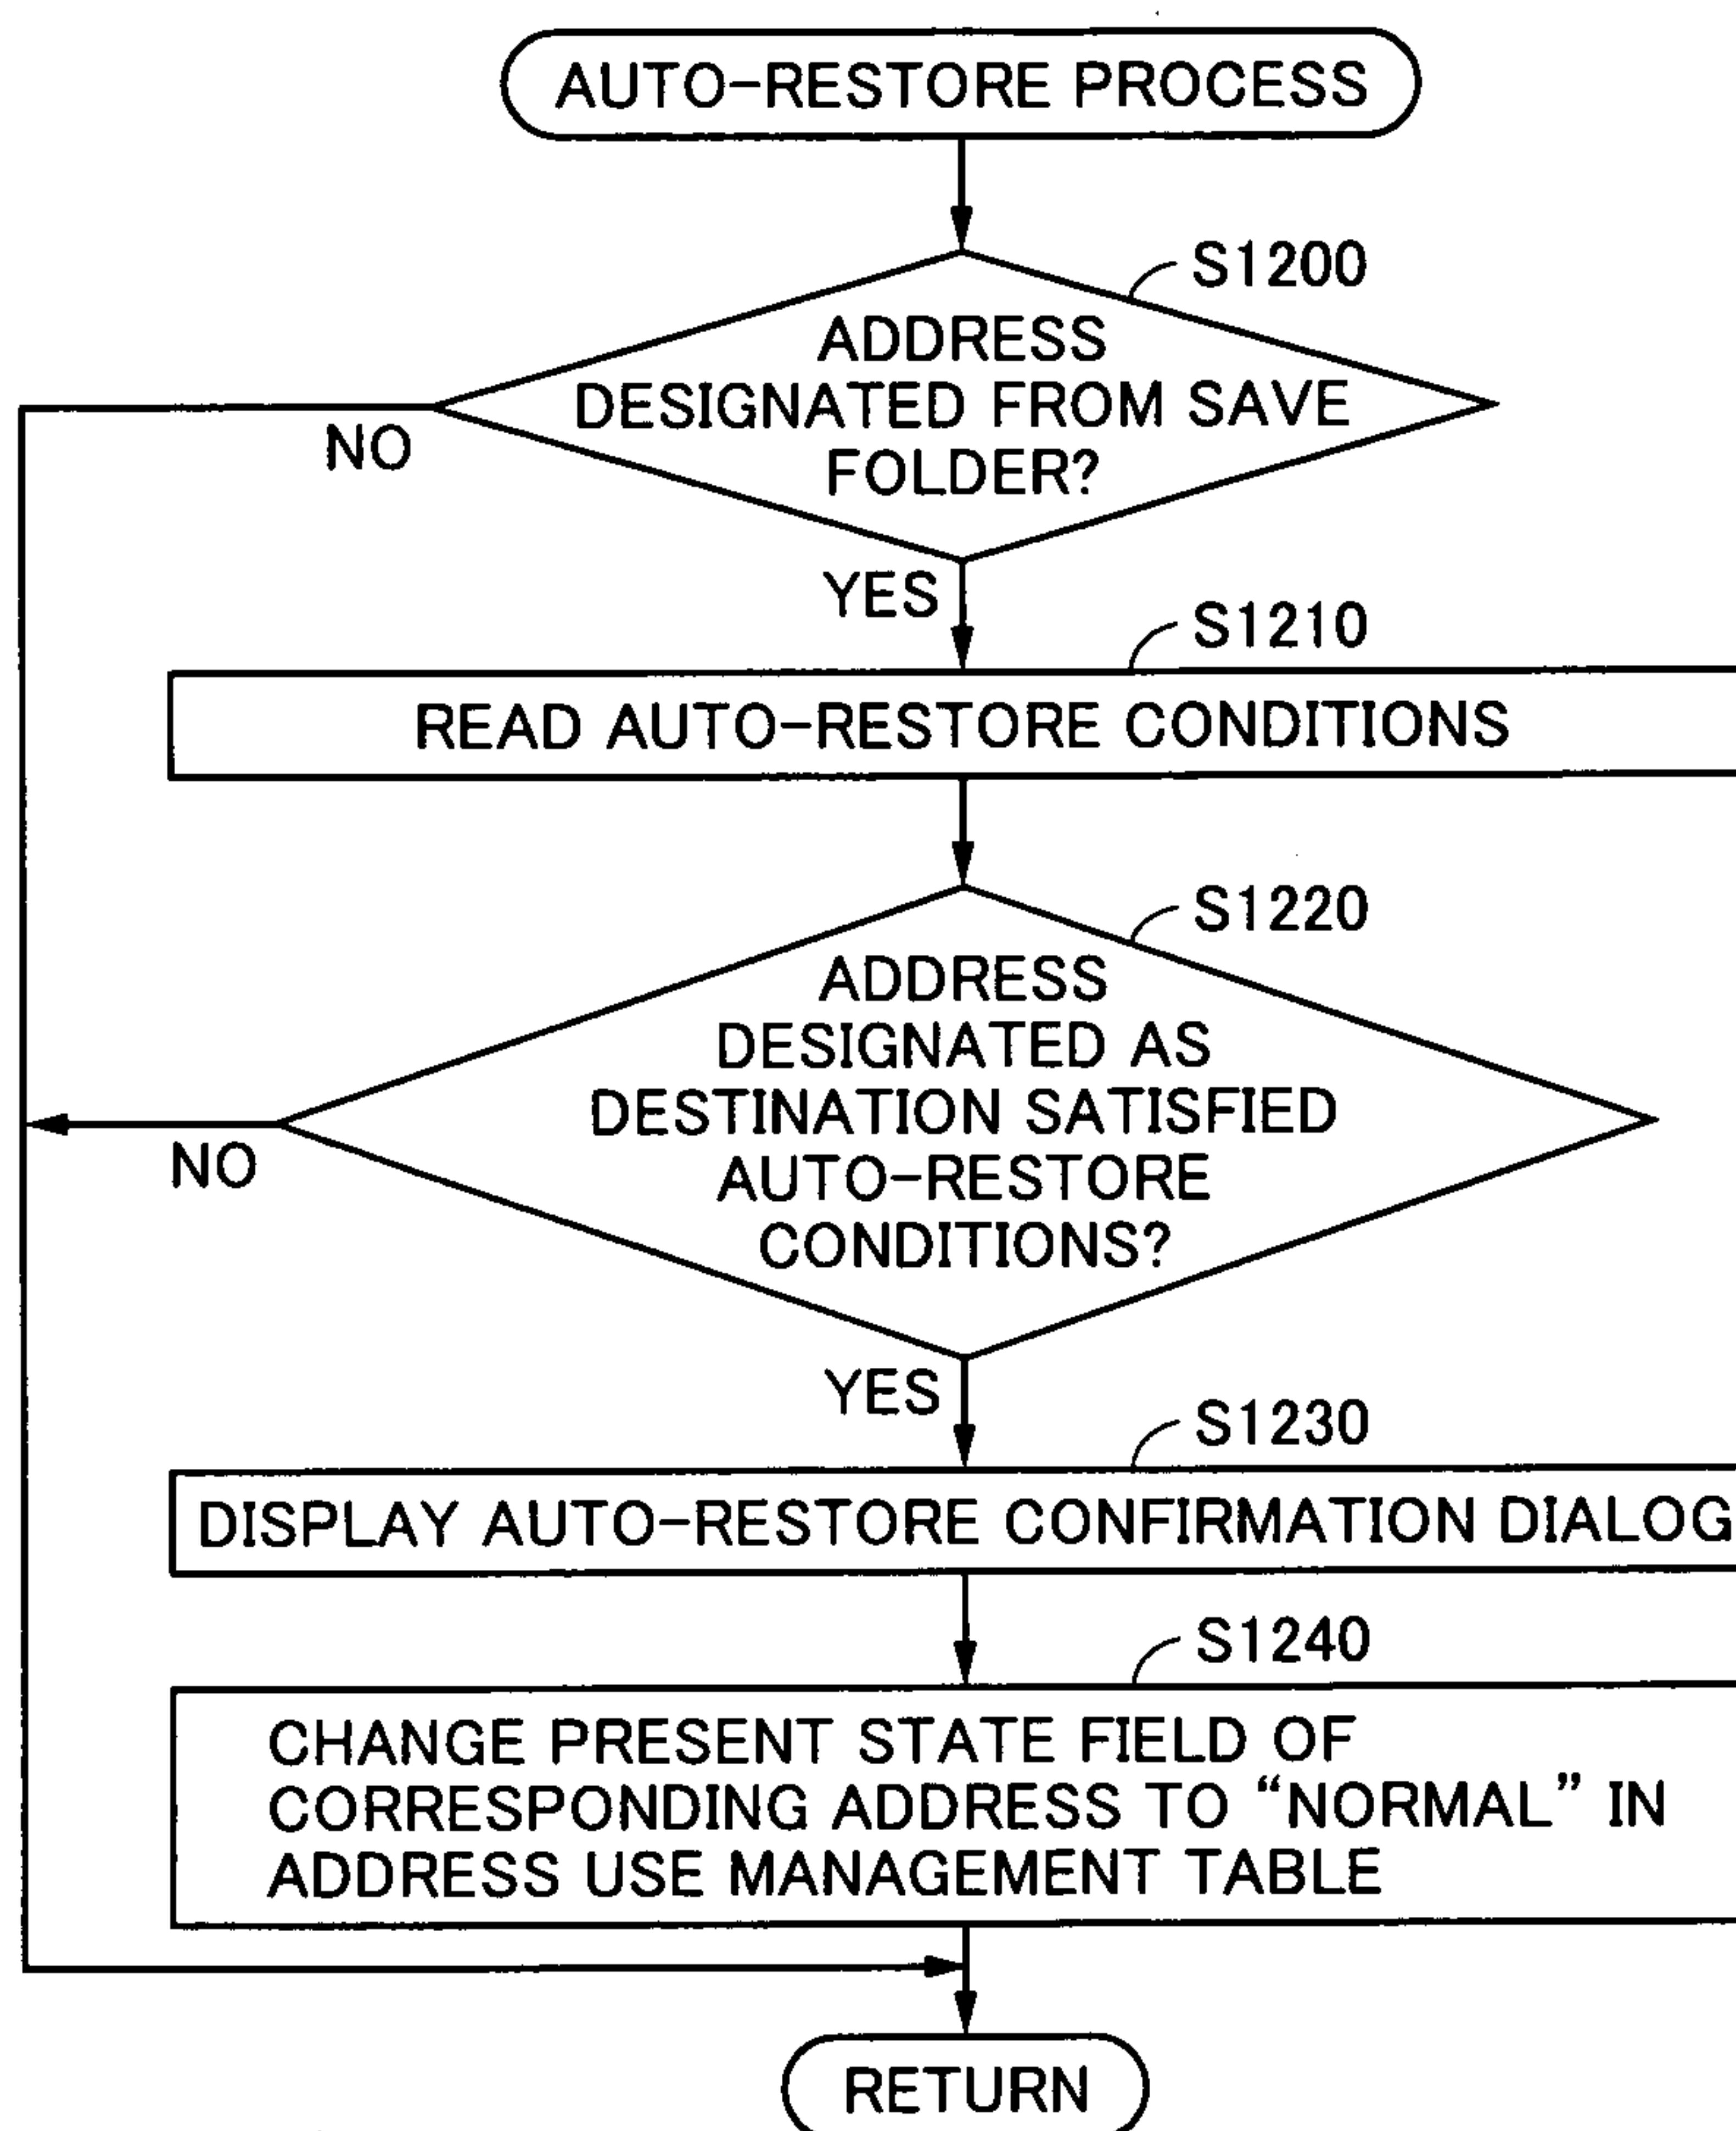 AUTO-RESTORE PROCESS
S1200
ADDRESS
DESIGNATED FROM SAVE
FOLDER?
NO
YES
S1210
READ AUTO-RESTORE CONDITIONS
S1220
ADDRESS
DESIGNATED AS
DESTINATION SATISFIED
AUTO-RESTORE
CONDITIONS?
NO
YES
S1230
DISPLAY AUTO-RESTORE CONFIRMATION DIALOG
S1240
CHANGE PRESENT STATE FIELD OF
CORRESPONDING ADDRESS TO “NORMAL” IN
ADDRESS USE MANAGEMENT TABLE
RETURN